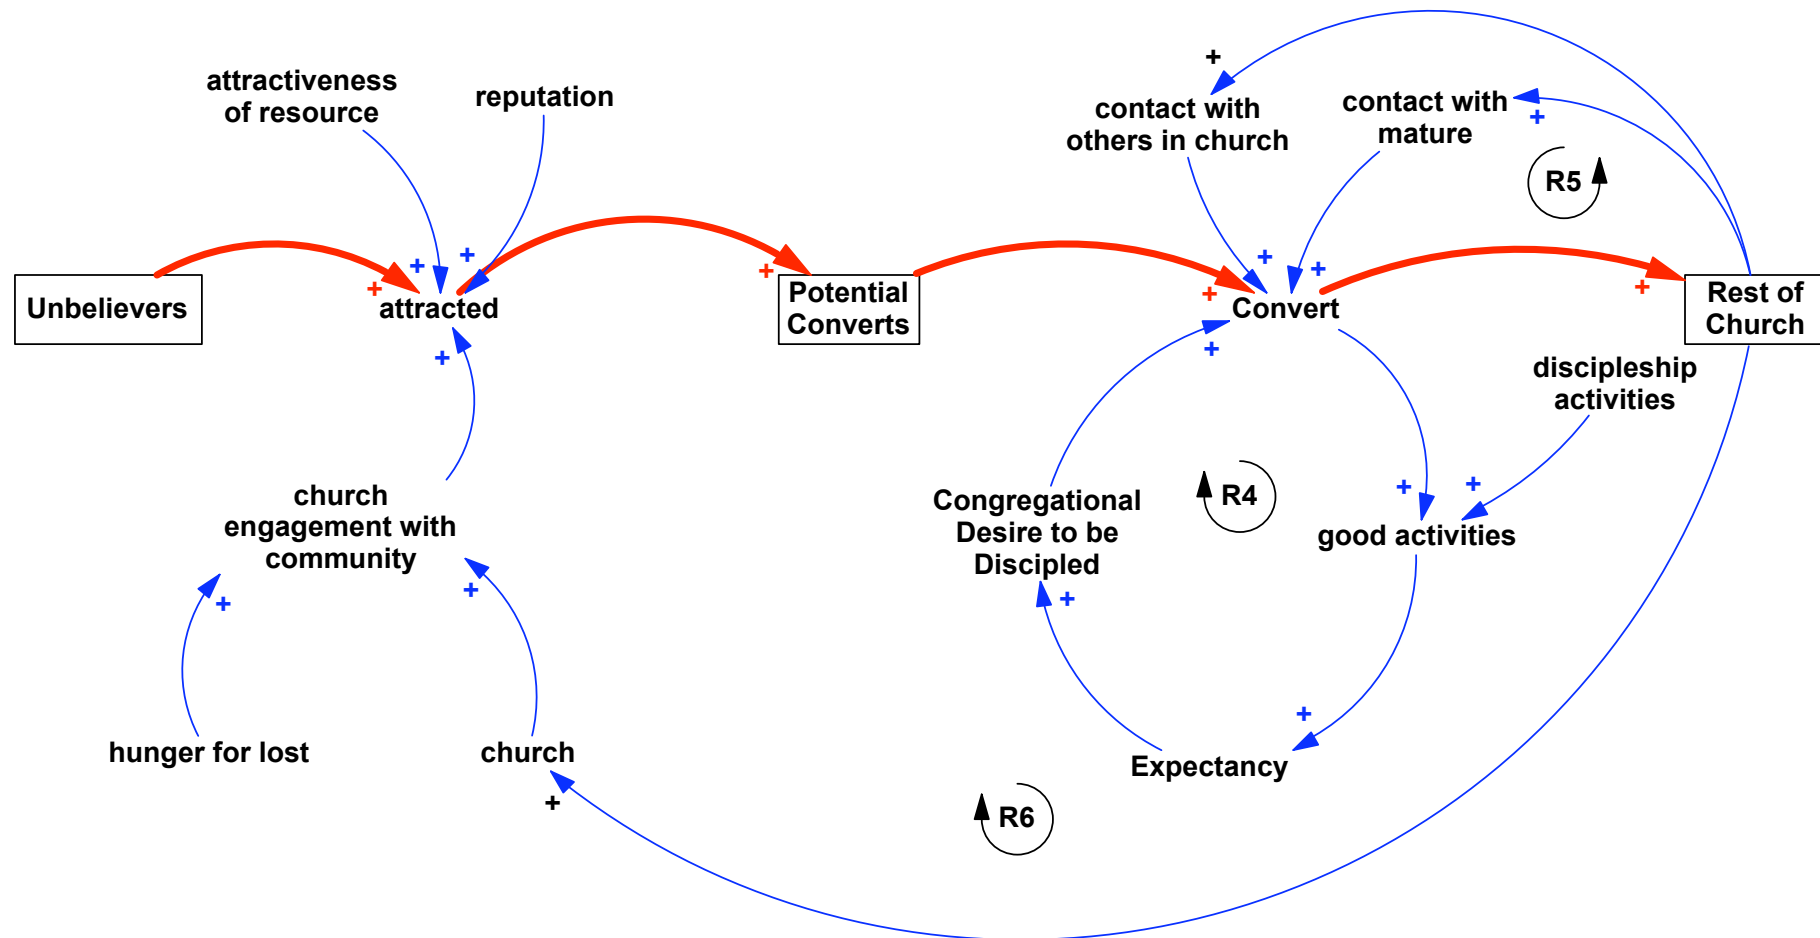 attractiveness
of resource
reputation
+
contact with
others in church
contact with
mature
+
R5
+
+
+
+
+
+
+
+
Unbelievers
attracted
Potential
Converts
Convert
Rest of
Church
+
+
discipleship
activities
church
engagement with
community
Congregational
Desire to be
Discipled
R4
+
+
good activities
+
+
+
+
hunger for lost
church
Expectancy
+
R6